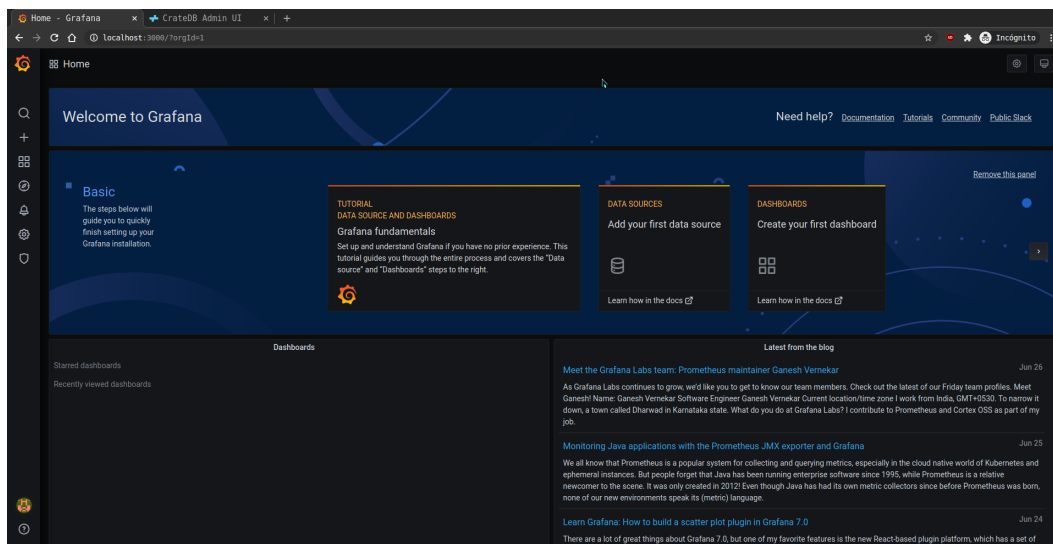 Home - Grafana
CrateDB Admin UI
localhost:3000/?orgId=1
Incógnito
Home
Welcome to Grafana
Need help?
Documentation
Tutorials
Community
Public Slack
Remove this panel
Basic
The steps below will
guide you to quickly
finish setting up your
Grafana installation.
TUTORIAL
DATA SOURCE AND DASHBOARDS
Grafana fundamentals
Set up and understand Grafana if you have no prior experience. This
tutorial guides you through the entire process and covers the "Data
source" and "Dashboards" steps to the right.
DATA SOURCES
Add your first data source
Learn how in the docs
DASHBOARDS
Create your first dashboard
Learn how in the docs
Dashboards
Starred dashboards
Recently viewed dashboards
Latest from the blog
Meet the Grafana Labs team: Prometheus maintainer Ganesh Vernekar
Jun 26
As Grafana Labs continues to grow, we'd like you to get to know our team members. Check out the latest of our Friday team profiles. Meet
Ganesh! Name: Ganesh Vernekar Software Engineer Ganesh Vernekar Current location/time zone I work from India, GMT+0530. To narrow it
down, a town called Dharwad in Karnataka state. What do you do at Grafana Labs? I contribute to Prometheus and Cortex OSS as part of my
job.
Monitoring Java applications with the Prometheus JMX exporter and Grafana
Jun 25
We all know that Prometheus is a popular system for collecting and querying metrics, especially in the cloud native world of Kubernetes and
ephemeral instances. But people forget that Java has been running enterprise software since 1995, while Prometheus is a relative
newcomer to the scene. It was only created in 2012! Even though Java has had its own metric collectors since before Prometheus was born,
none of our new environments speak its (metric) language.
Learn Grafana: How to build a scatter plot plugin in Grafana 7.0
Jun 24
There are a lot of great things about Grafana 7.0, but one of my favorite features is the new React-based plugin platform, which has a set of